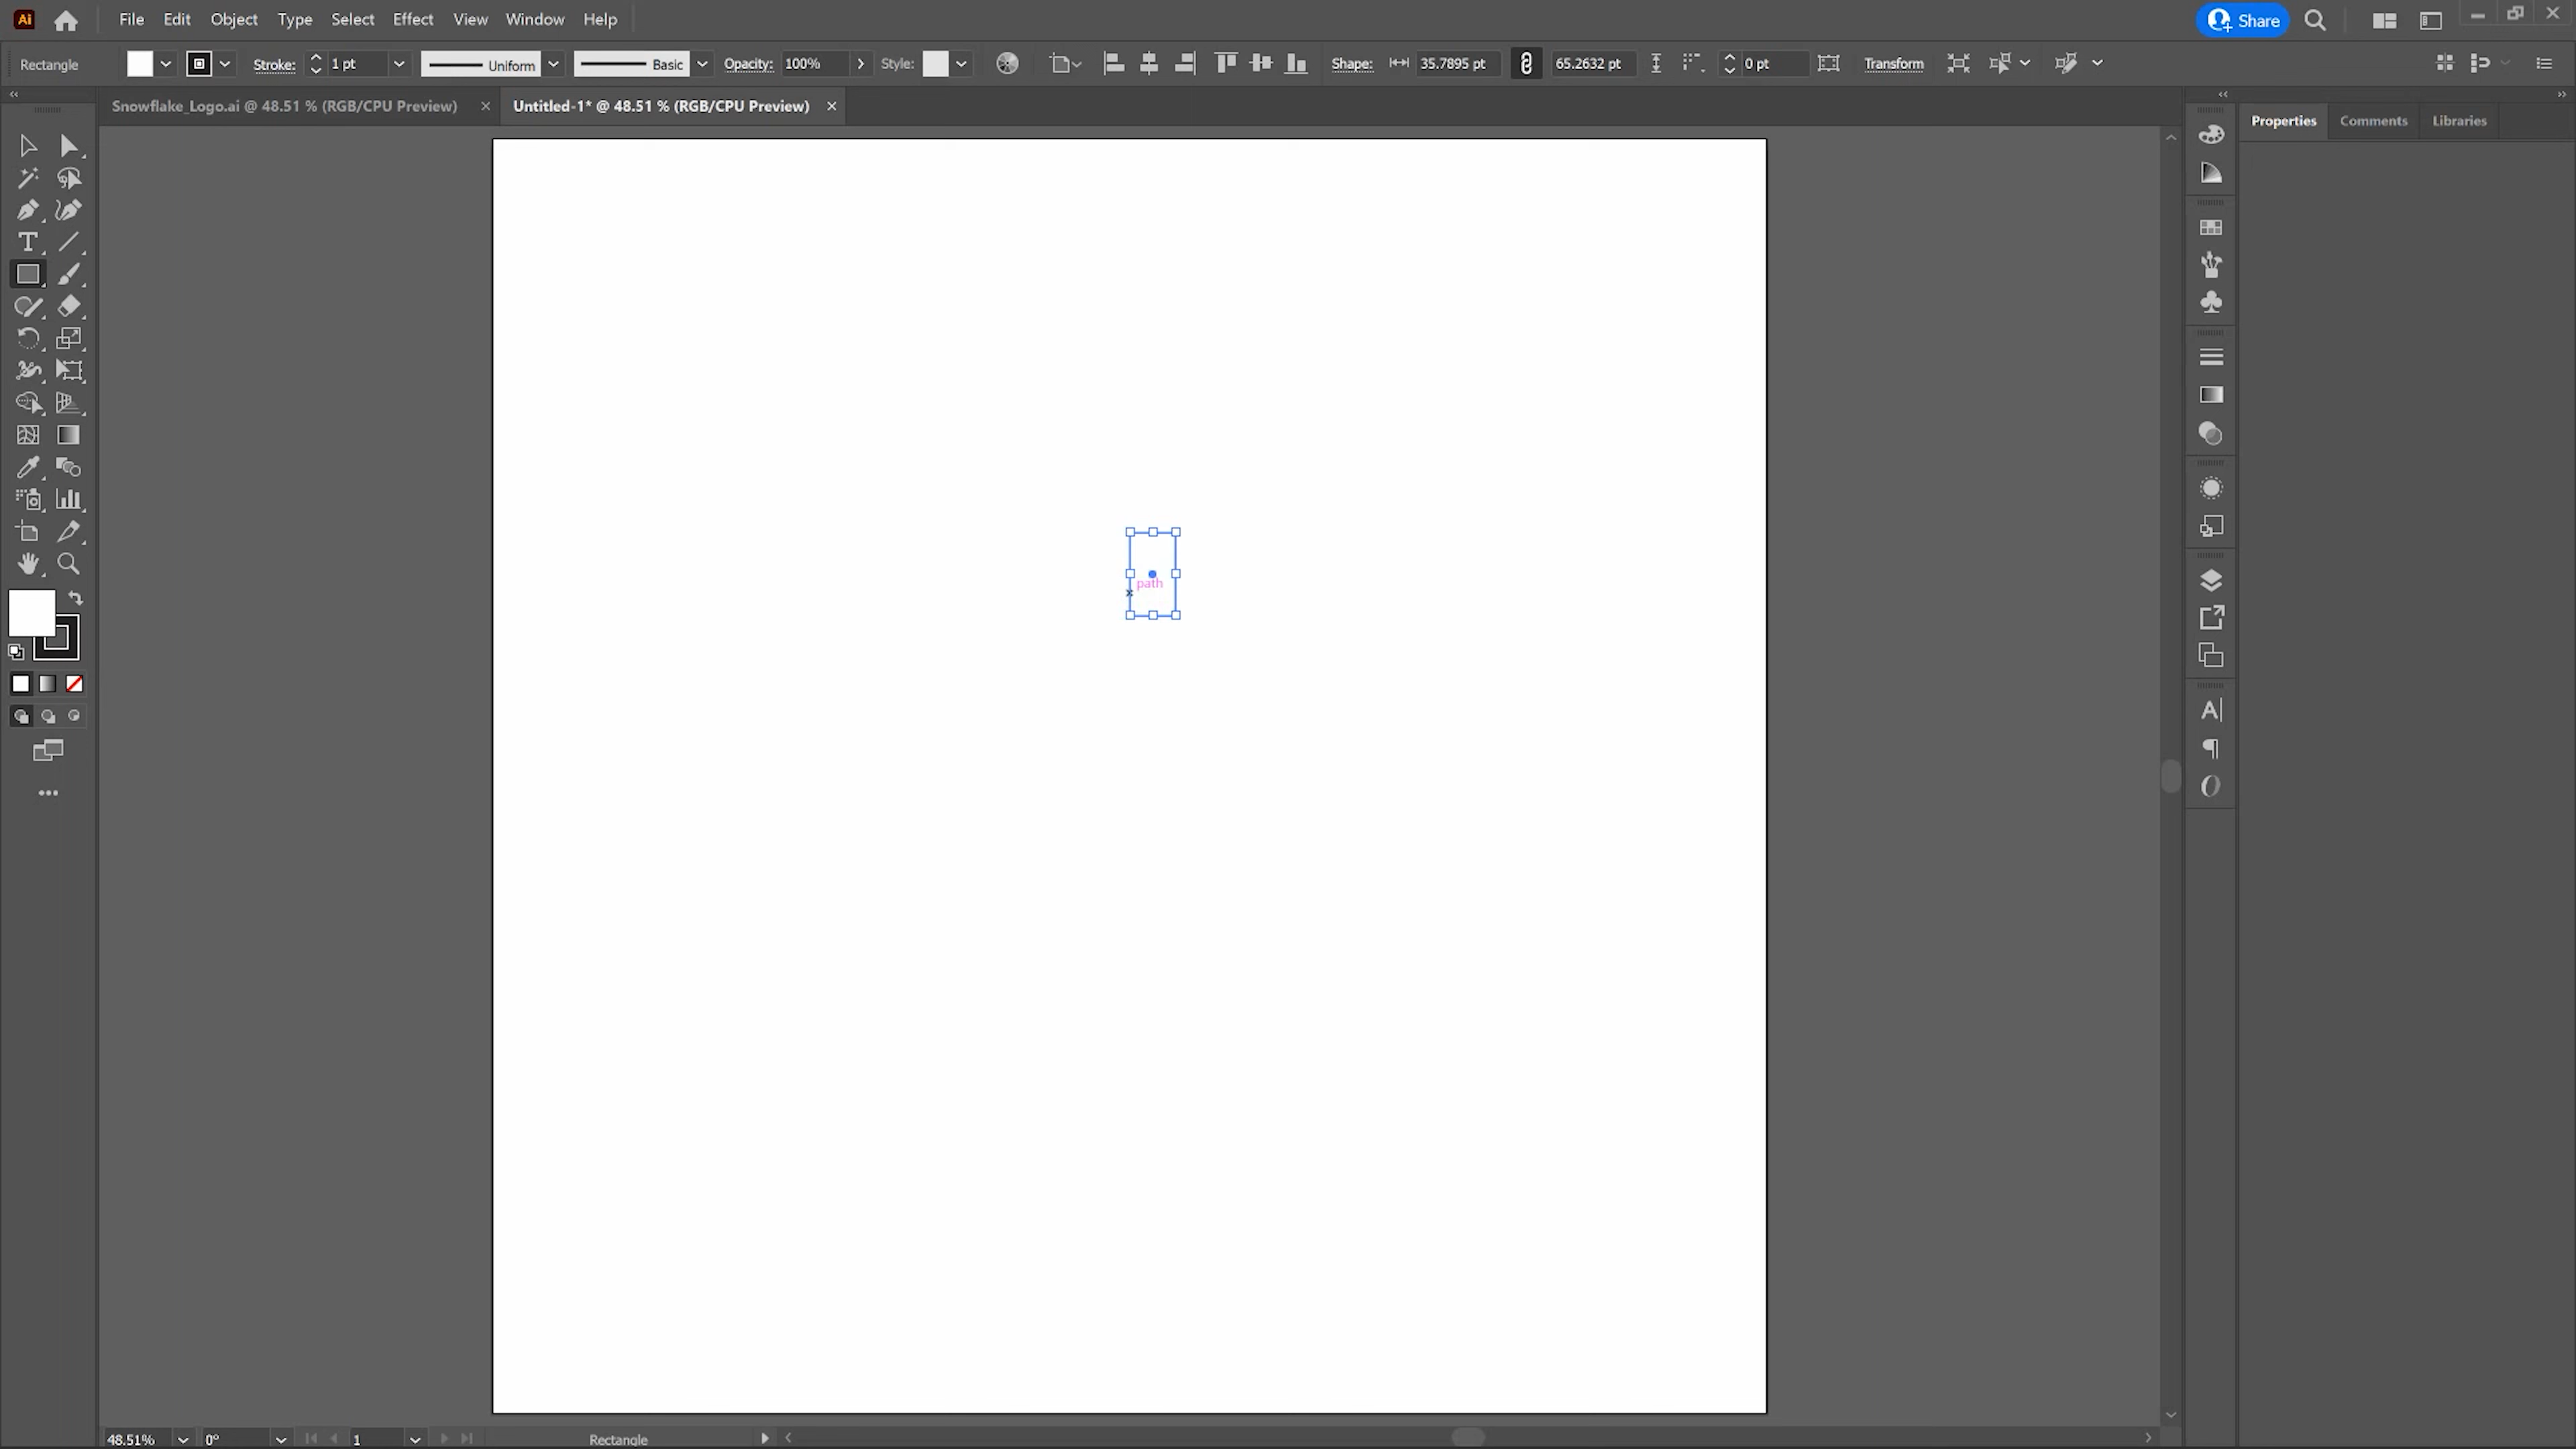 Ai File Edit Object Type Select Effect View Window Help Share
Rectangle Stroke: 1 pt Uniform Basic Opacity: 100% Style: Shape: 35.7895 pt 65.2632 pt 0 pt Transform
Snowflake_Logo.ai @ 48.51 % (RGB/CPU Preview) Untitled-1* @ 48.51 % (RGB/CPU Preview)
Properties Comments Libraries
path
48.51% 0° 1 Rectangle